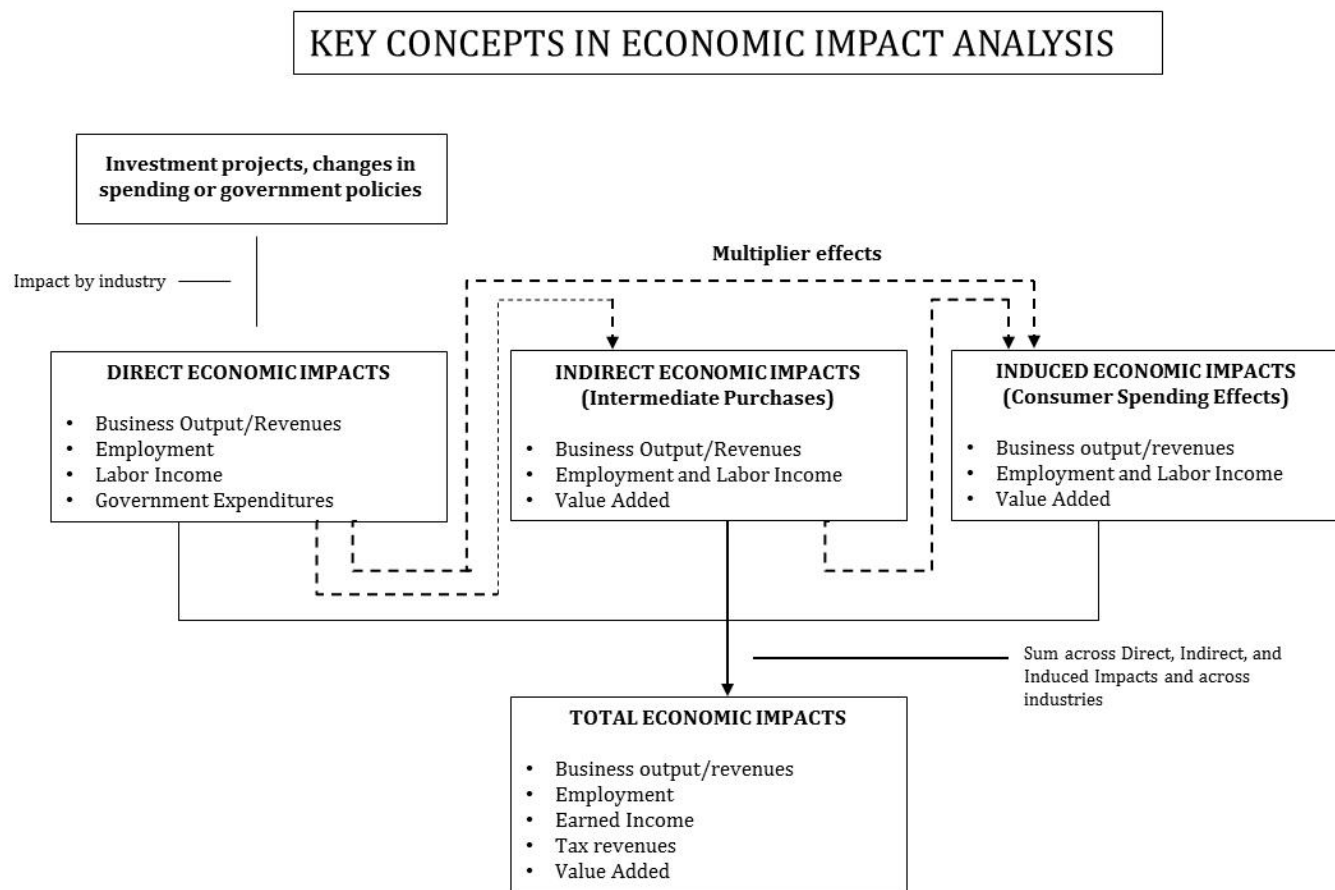 KEY CONCEPTS IN ECONOMIC IMPACT ANALYSIS
Investment projects, changes in
spending or government policies
Impact by industry
Multiplier effects
DIRECT ECONOMIC IMPACTS
• Business Output/Revenues
• Employment
• Labor Income
• Government Expenditures
INDIRECT ECONOMIC IMPACTS
(Intermediate Purchases)
• Business Output/Revenues
• Employment and Labor Income
• Value Added
INDUCED ECONOMIC IMPACTS
(Consumer Spending Effects)
• Business output/revenues
• Employment and Labor Income
• Value Added
Sum across Direct, Indirect, and
Induced Impacts and across
industries
TOTAL ECONOMIC IMPACTS
• Business output/revenues
• Employment
• Earned Income
• Tax revenues
• Value Added